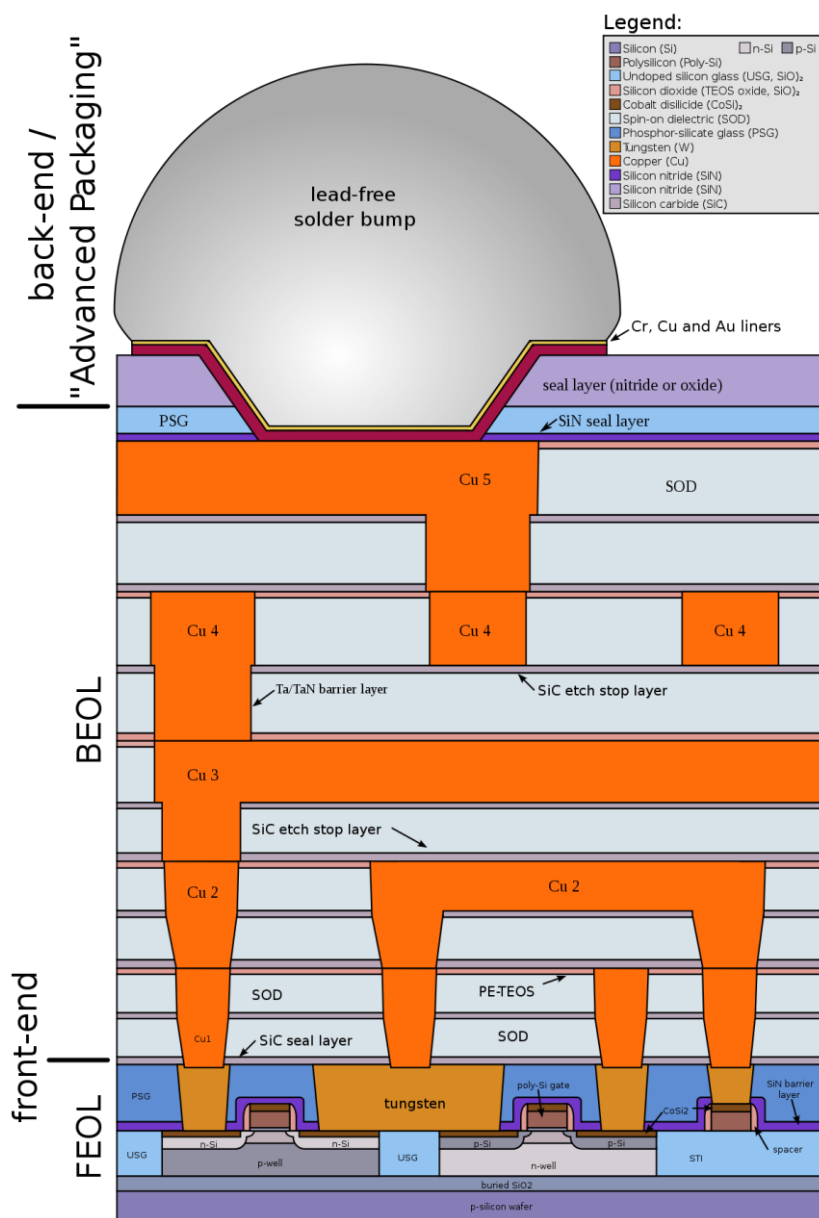 Legend:
Silicon (Si)
n-Si
p-Si
Polysilicon (Poly-Si)
Undoped silicon glass (USG, SiO)₂
Silicon dioxide (TEOS oxide, SiO)₂
Cobalt disilicide (CoSi)₂
Spin-on dielectric (SOD)
Phosphor-silicate glass (PSG)
Tungsten (W)
Copper (Cu)
Silicon nitride (SiN)
Silicon nitride (SiN)
Silicon carbide (SiC)
back-end /
"Advanced Packaging"
lead-free
solder bump
Cr, Cu and Au liners
seal layer (nitride or oxide)
PSG
SiN seal layer
Cu 5
SOD
BEOL
Cu 4
Cu 4
Cu 4
Ta/TaN barrier layer
SiC etch stop layer
Cu 3
SiC etch stop layer
Cu 2
Cu 2
SOD
PE-TEOS
Cu1
SiC seal layer
SOD
front-end
FEOL
PSG
tungsten
poly-Si gate
CoSi2
SiN barrier
layer
spacer
USG
n-Si
n-Si
p-well
USG
p-Si
p-Si
n-well
STI
buried SiO2
p-silicon wafer